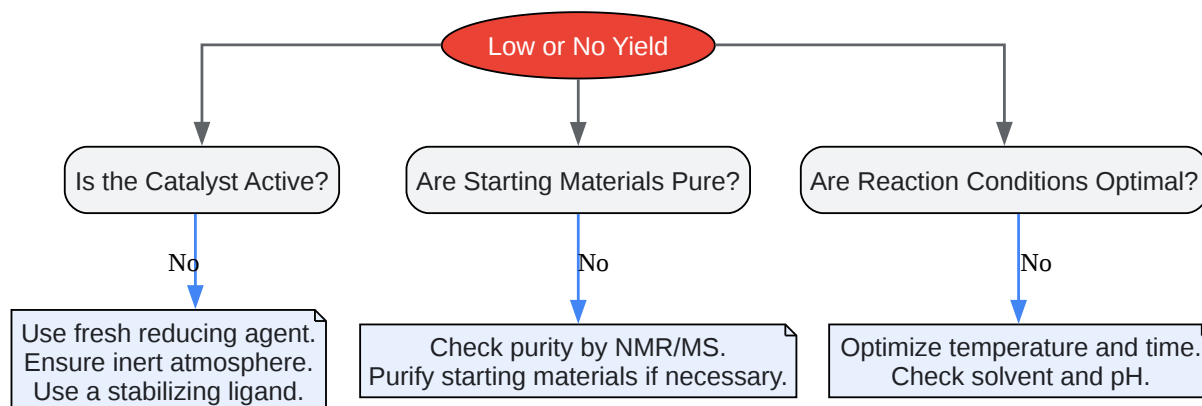 Low or No Yield
Is the Catalyst Active?
Are Starting Materials Pure?
Are Reaction Conditions Optimal?
No
No
No
Use fresh reducing agent.
Ensure inert atmosphere.
Use a stabilizing ligand.
Check purity by NMR/MS.
Purify starting materials if necessary.
Optimize temperature and time.
Check solvent and pH.